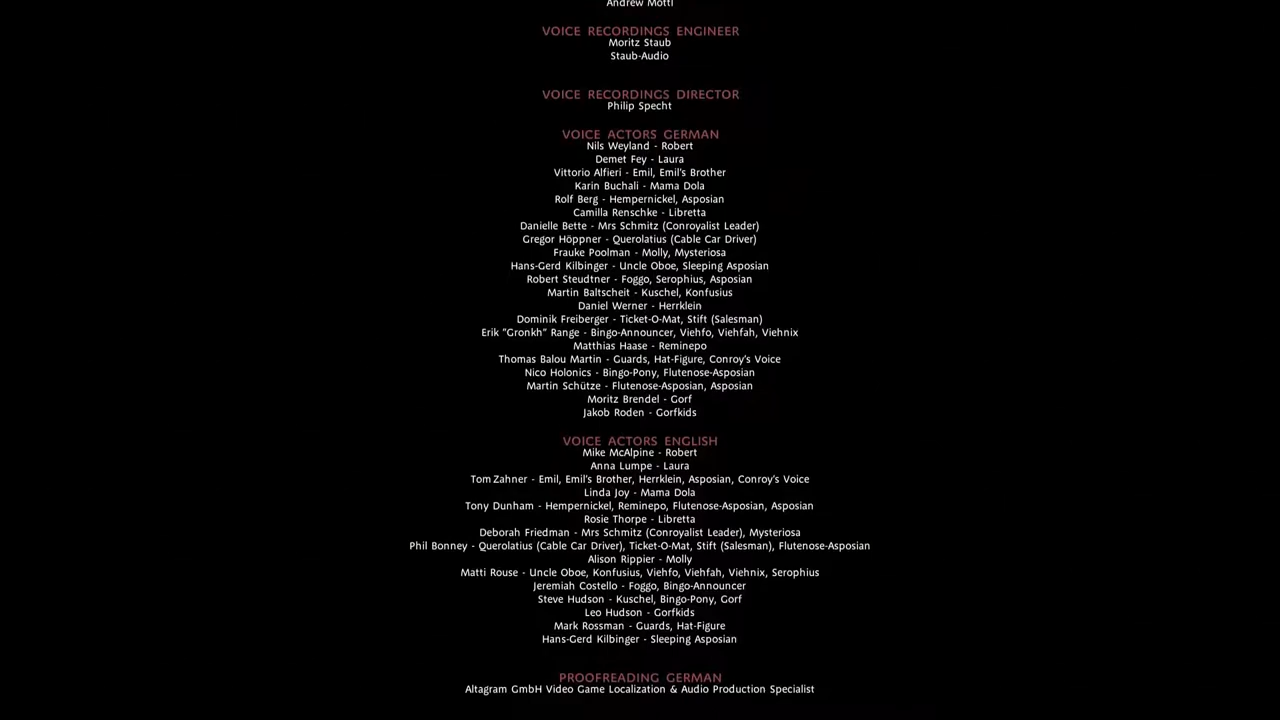 Andrew Mottl
VOICE RECORDINGS ENGINEER
Moritz Staub
Staub-Audio
VOICE RECORDINGS DIRECTOR
Philip Specht
VOICE ACTORS GERMAN
Nils Weyland - Robert
Demet Fey - Laura
Vittorio Alfieri - Emil, Emil's Brother
Karin Buchali - Mama Dola
Rolf Berg - Hempernickel, Asposian
Camilla Renschke - Libretta
Danielle Bette - Mrs Schmitz (Conroyalist Leader)
Gregor Höppner - Querolatius (Cable Car Driver)
Frauke Poolman - Molly, Mysteriosa
Hans-Gerd Kilbinger - Uncle Oboe, Sleeping Asposian
Robert Steudtner - Foggo, Serophius, Asposian
Martin Baltscheit - Kuschel, Konfusius
Daniel Werner - Herrklein
Dominik Freiberger - Ticket-O-Mat, Stift (Salesman)
Erik "Gronkh" Range - Bingo-Announcer, Viehfo, Viehfah, Viehnix
Matthias Haase - Reminepo
Thomas Balou Martin - Guards, Hat-Figure, Conroy's Voice
Nico Holonics - Bingo-Pony, Flutenose-Asposian
Martin Schütze - Flutenose-Asposian, Asposian
Moritz Brendel - Gorf
Jakob Roden - Gorfkids
VOICE ACTORS ENGLISH
Mike McAlpine - Robert
Anna Lumpe - Laura
Tom Zahner - Emil, Emil's Brother, Herrklein, Asposian, Conroy's Voice
Linda Joy - Mama Dola
Tony Dunham - Hempernickel, Reminepo, Flutenose-Asposian, Asposian
Rosie Thorpe - Libretta
Deborah Friedman - Mrs Schmitz (Conroyalist Leader), Mysteriosa
Phil Bonney - Querolatius (Cable Car Driver), Ticket-O-Mat, Stift (Salesman), Flutenose-Asposian
Alison Rippier - Molly
Matti Rouse - Uncle Oboe, Konfusius, Viehfo, Viehfah, Viehnix, Serophius
Jeremiah Costello - Foggo, Bingo-Announcer
Steve Hudson - Kuschel, Bingo-Pony, Gorf
Leo Hudson - Gorfkids
Mark Rossman - Guards, Hat-Figure
Hans-Gerd Kilbinger - Sleeping Asposian
PROOFREADING GERMAN
Altagram GmbH Video Game Localization & Audio Production Specialist